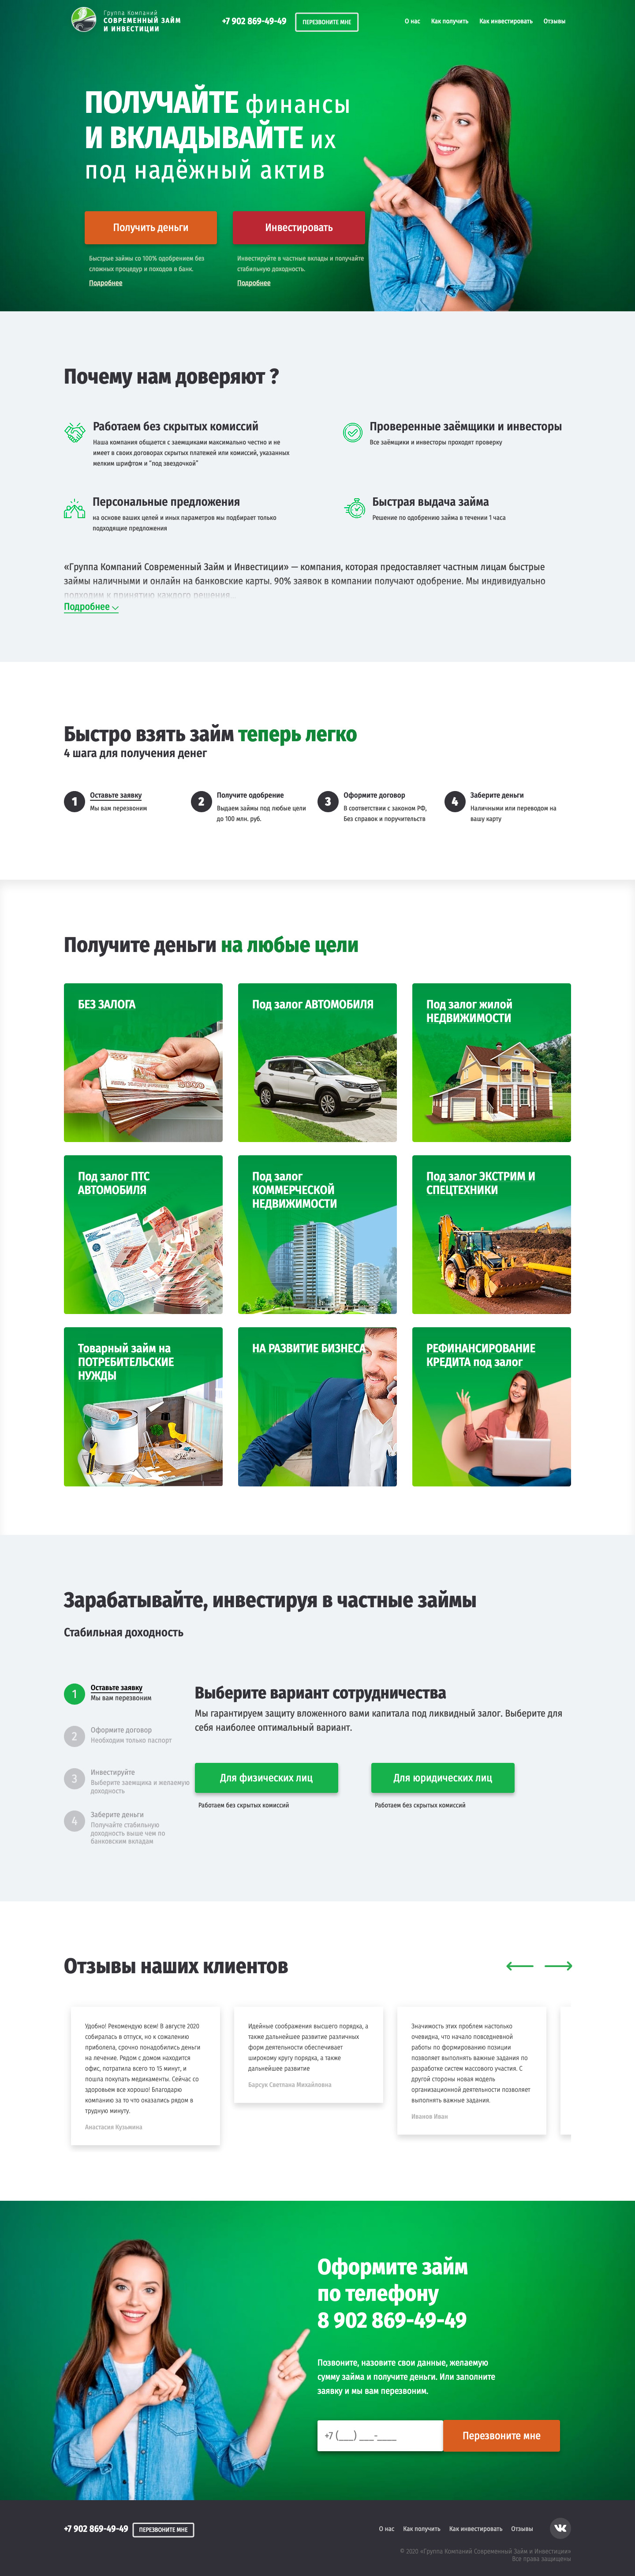 Группа Компаний
СОВРЕМЕННЫЙ ЗАЙМ
И ИНВЕСТИЦИИ
+7 902 869-49-49
ПЕРЕЗВОНИТЕ МНЕ
О нас
Как получить
Как инвестировать
Отзывы
ПОЛУЧАЙТЕ финансы
И ВКЛАДЫВАЙТЕ их
под надёжный актив
Получить деньги
Инвестировать
Быстрые займы со 100% одобрением без
сложных процедур и походов в банк.
Подробнее
Инвестируйте в частные вклады и получайте
стабильную доходность.
Подробнее
Почему нам доверяют ?
Работаем без скрытых комиссий
Наша компания общается с заемщиками максимально честно и не
имеет в своих договорах скрытых платежей или комиссий, указанных
мелким шрифтом и "под звездочкой"
Проверенные заёмщики и инвесторы
Все заёмщики и инвесторы проходят проверку
Персональные предложения
на основе ваших целей и иных параметров мы подбирает только
подходящие предложения
Быстрая выдача займа
Решение по одобрению займа в течении 1 часа
«Группа Компаний Современный Займ и Инвестиции» — компания, которая предоставляет частным лицам быстрые
займы наличными и онлайн на банковские карты. 90% заявок в компании получают одобрение. Мы индивидуально
подходим к принятию каждого решения...
Подробнее
Быстро взять займ теперь легко
4 шага для получения денег
1
Оставьте заявку
Мы вам перезвоним
2
Получите одобрение
Выдаем займы под любые цели
до 100 млн. руб.
3
Оформите договор
В соответствии с законом РФ,
Без справок и поручительств
4
Заберите деньги
Наличными или переводом на
вашу карту
Получите деньги на любые цели
БЕЗ ЗАЛОГА
Под залог АВТОМОБИЛЯ
Под залог жилой
НЕДВИЖИМОСТИ
Под залог ПТС
АВТОМОБИЛЯ
Под залог
КОММЕРЧЕСКОЙ
НЕДВИЖИМОСТИ
Под залог ЭКСТРИМ И
СПЕЦТЕХНИКИ
Товарный займ на
ПОТРЕБИТЕЛЬСКИЕ
НУЖДЫ
НА РАЗВИТИЕ БИЗНЕСА
РЕФИНАНСИРОВАНИЕ
КРЕДИТА под залог
Зарабатывайте, инвестируя в частные займы
Стабильная доходность
1
Оставьте заявку
Мы вам перезвоним
2
Оформите договор
Необходим только паспорт
3
Инвестируйте
Выберите заемщика и желаемую
доходность
4
Заберите деньги
Получайте стабильную
доходность выше чем по
банковским вкладам
Выберите вариант сотрудничества
Мы гарантируем защиту вложенного вами капитала под ликвидный залог. Выберите для
себя наиболее оптимальный вариант.
Для физических лиц
Работаем без скрытых комиссий
Для юридических лиц
Работаем без скрытых комиссий
Отзывы наших клиентов
Удобно! Рекомендую всем! В августе 2020
собиралась в отпуск, но к сожалению
приболела, срочно понадобились деньги
на лечение. Рядом с домом находится
офис, потратила всего то 15 минут, и
пошла покупать медикаменты. Сейчас со
здоровьем все хорошо! Благодарю
компанию за то что оказались рядом в
трудную минуту.
Анастасия Кузьмина
Идейные соображения высшего порядка, а
также дальнейшее развитие различных
форм деятельности обеспечивает
широкому кругу порядка, а также
дальнейшее развитие
Барсук Светлана Михайловна
Значимость этих проблем настолько
очевидна, что начало повседневной
работы по формированию позиции
позволяет выполнять важные задания по
разработке систем массового участия. С
другой стороны новая модель
организационной деятельности позволяет
выполнять важные задания.
Иванов Иван
Оформите займ
по телефону
8 902 869-49-49
Позвоните, назовите свои данные, желаемую
сумму займа и получите деньги. Или заполните
заявку и мы вам перезвоним.
+7 (___) ___-____
Перезвоните мне
+7 902 869-49-49
ПЕРЕЗВОНИТЕ МНЕ
О нас
Как получить
Как инвестировать
Отзывы
© 2020 «Группа Компаний Современный Займ и Инвестиции»
Все права защищены